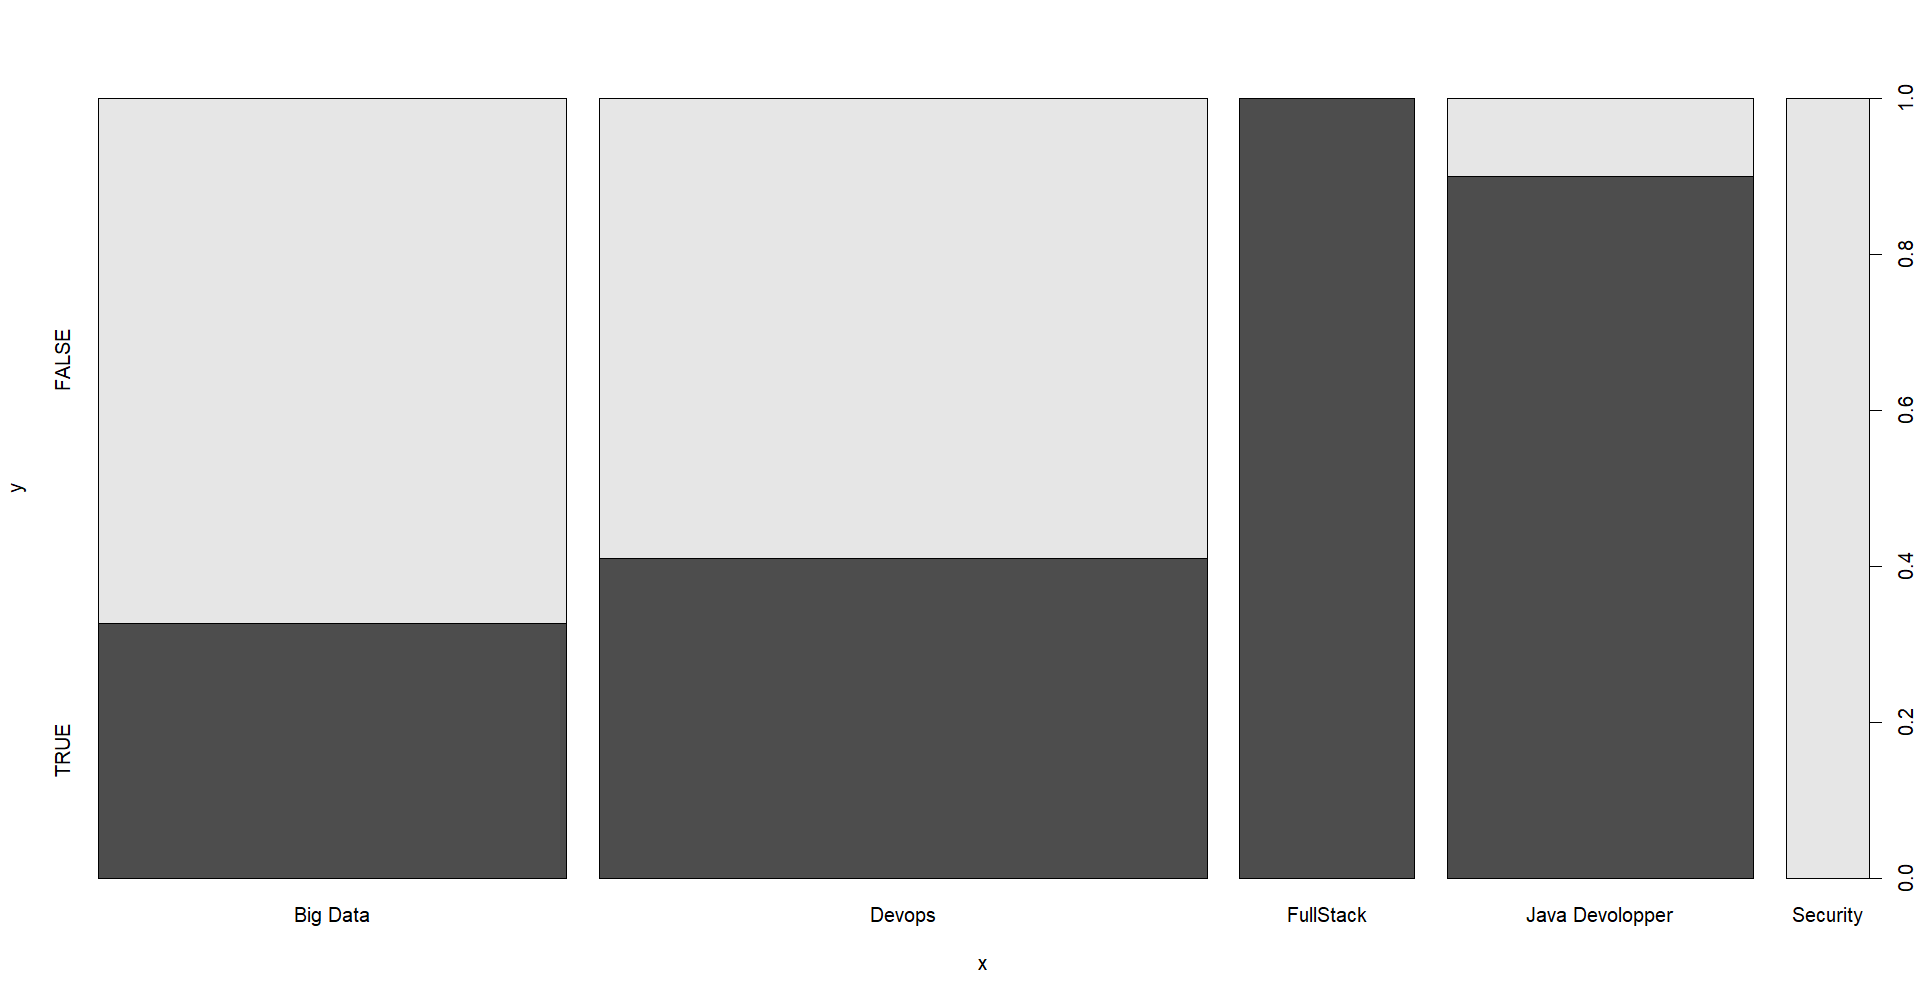 1.0
0.8
FALSE
0.6
y
0.4
0.2
TRUE
0.0
Big Data
Devops
FullStack
Java Devolopper
Security
x